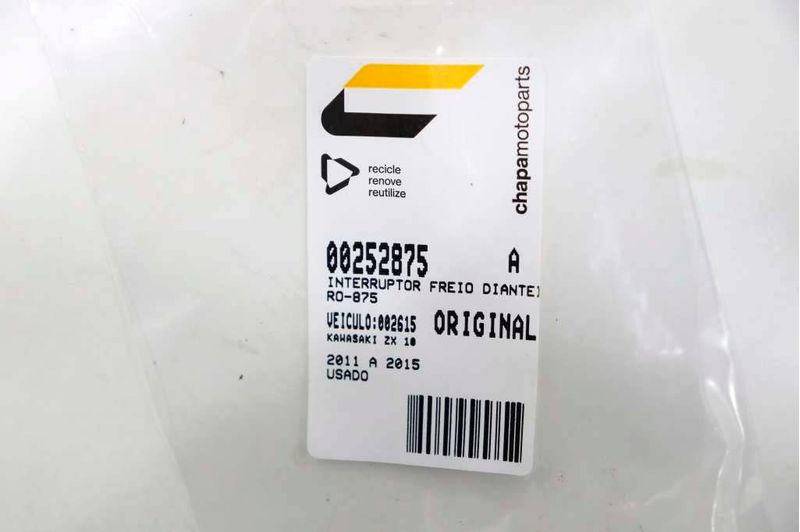 chapamotoparts
recicle
renove
reutilize
00252875 A
INTERRUPTOR FREIO DIANTEI
RO-875
VEICULO:002615 ORIGINAL
KAWASAKI ZX 10
2011 A 2015
USADO